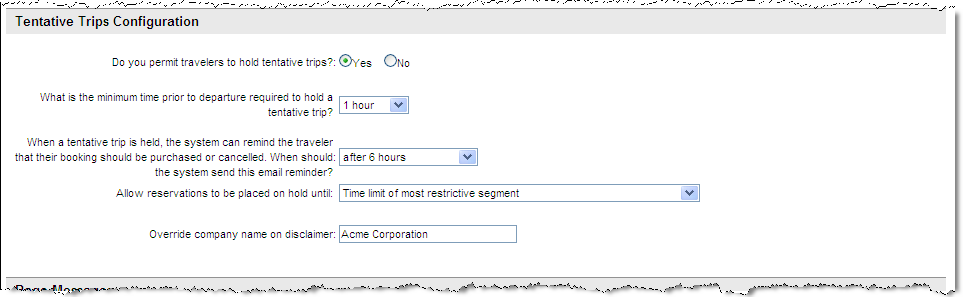 Tentative Trips Configuration
Do you permit travelers to hold tentative trips?: Yes No
What is the minimum time prior to departure required to hold a
tentative trip? 1 hour
When a tentative trip is held, the system can remind the traveler
that their booking should be purchased or cancelled. When should:
the system send this email reminder? after 6 hours
Allow reservations to be placed on hold until: Time limit of most restrictive segment
Override company name on disclaimer: Acme Corporation